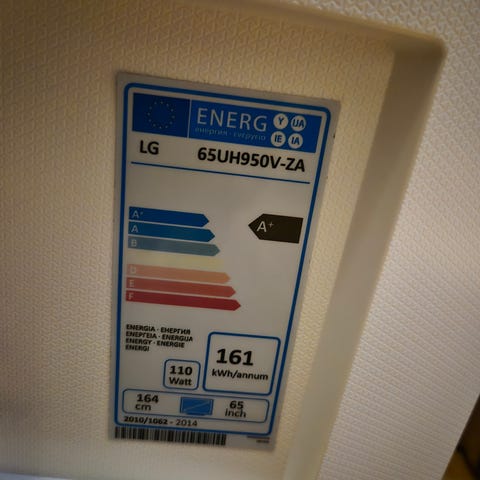 ENERG Y UA
енергия · ενεργεια IE IA
LG 65UH950V-ZA
A+
A
B
D
E
F
A+
ENERGIA · ЕНЕРГИЯ
ΕΝΕΡΓΕΙΑ · ENERGIJA
ENERGY · ENERGIE
ENERGI
161
kWh/annum
110
Watt
164
cm
65
inch
2010/1062 - 2014